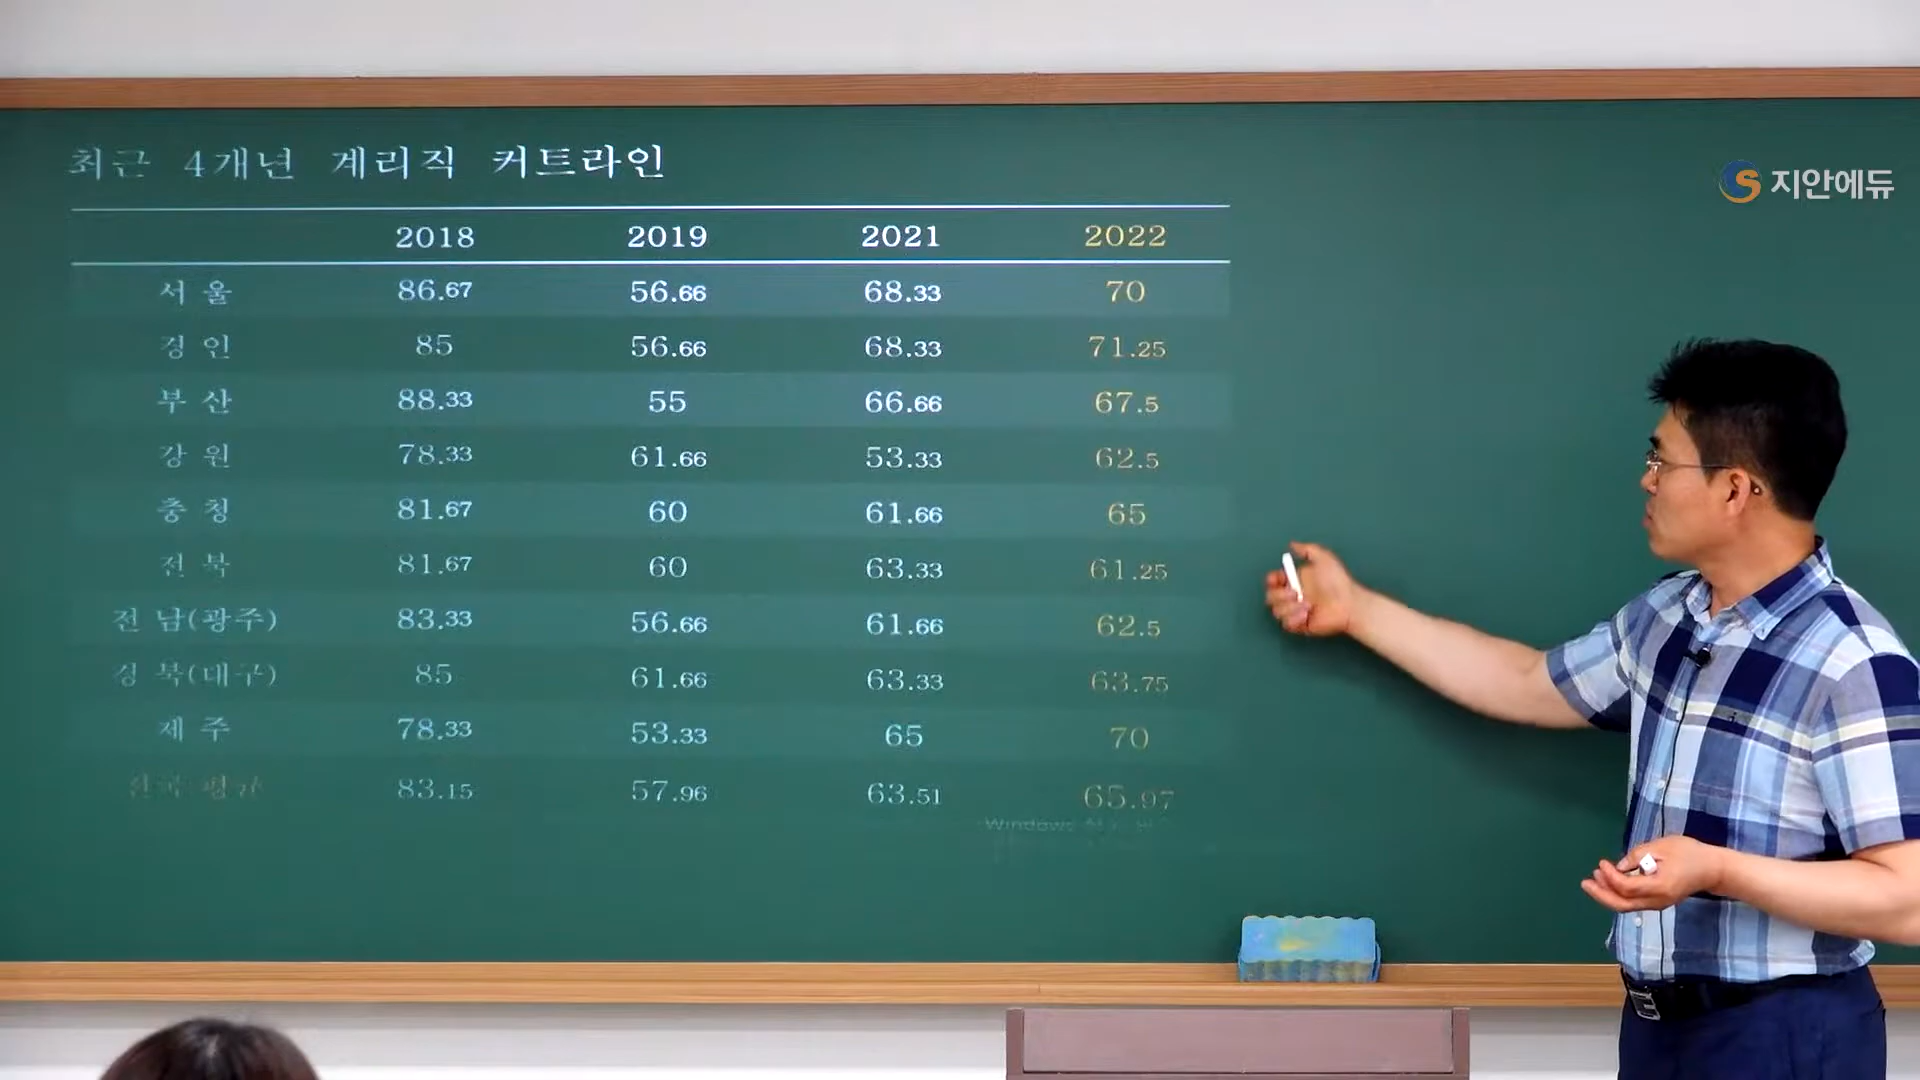 최근 4개년 계리직 커트라인
지안에듀
2018 2019 2021 2022
서울 86.67 56.66 68.33 70
경인 85 56.66 68.33 71.25
부산 88.33 55 66.66 67.5
강원 78.33 61.66 53.33 62.5
충청 81.67 60 61.66 65
전북 81.67 60 63.33 61.25
전남(광주) 83.33 56.66 61.66 62.5
경북(대구) 85 61.66 63.33 63.75
제주 78.33 53.33 65 70
전국 평균 83.15 57.96 63.51 65.97
Windows